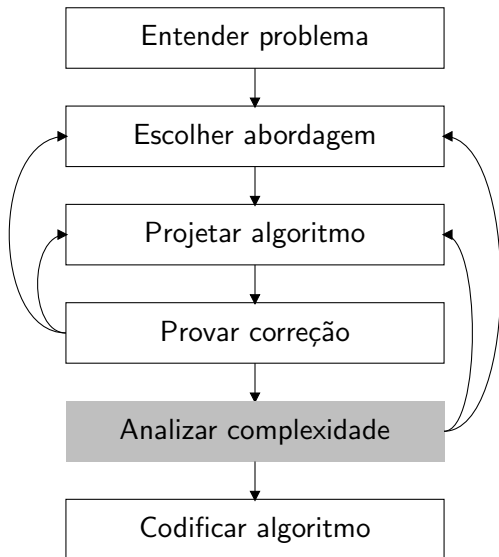 Entender problema
Escolher abordagem
Projetar algoritmo
Provar correção
Analizar complexidade
Codificar algoritmo